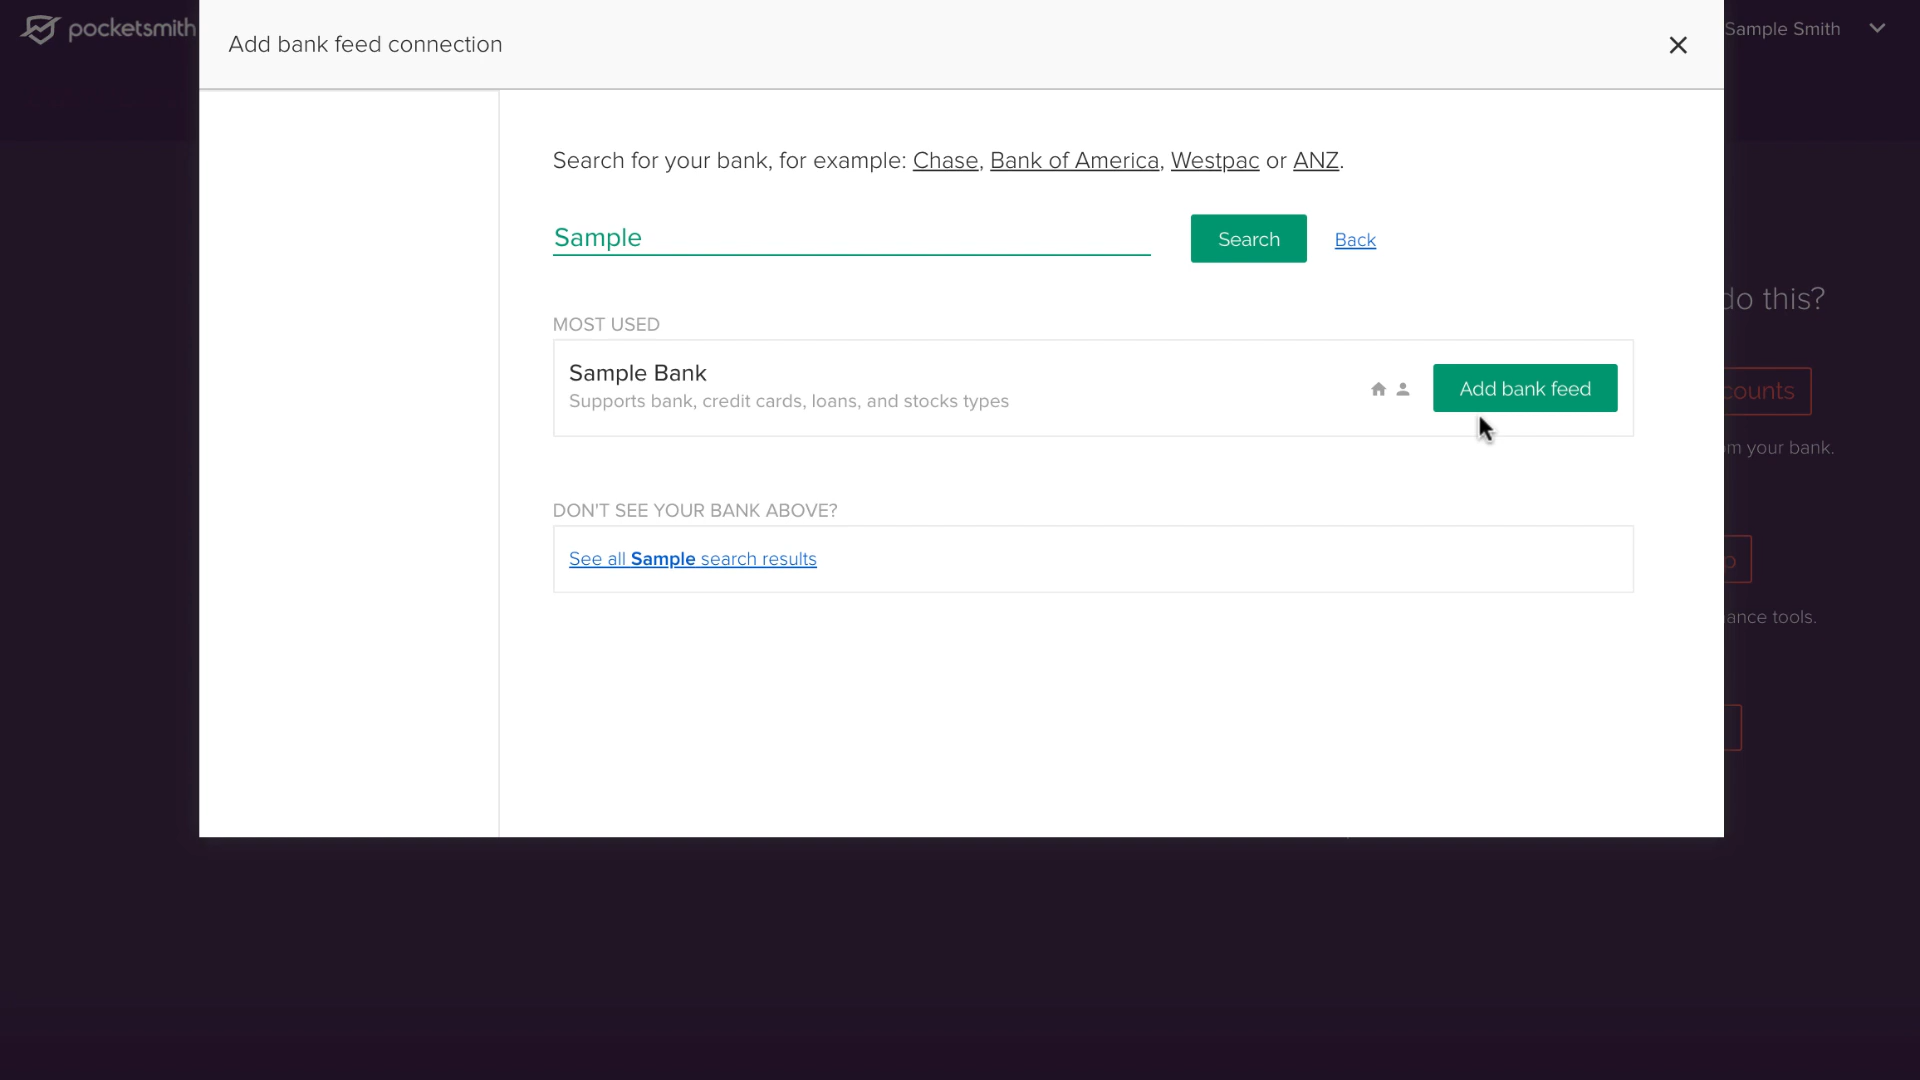 pocketsmith
Add bank feed connection
Sample Smith
Search for your bank, for example: Chase, Bank of America, Westpac or ANZ.
Sample
Search
Back
do this?
MOST USED
Sample Bank
Supports bank, credit cards, loans, and stocks types
Add bank feed
counts
om your bank.
DON'T SEE YOUR BANK ABOVE?
See all Sample search results
ance tools.